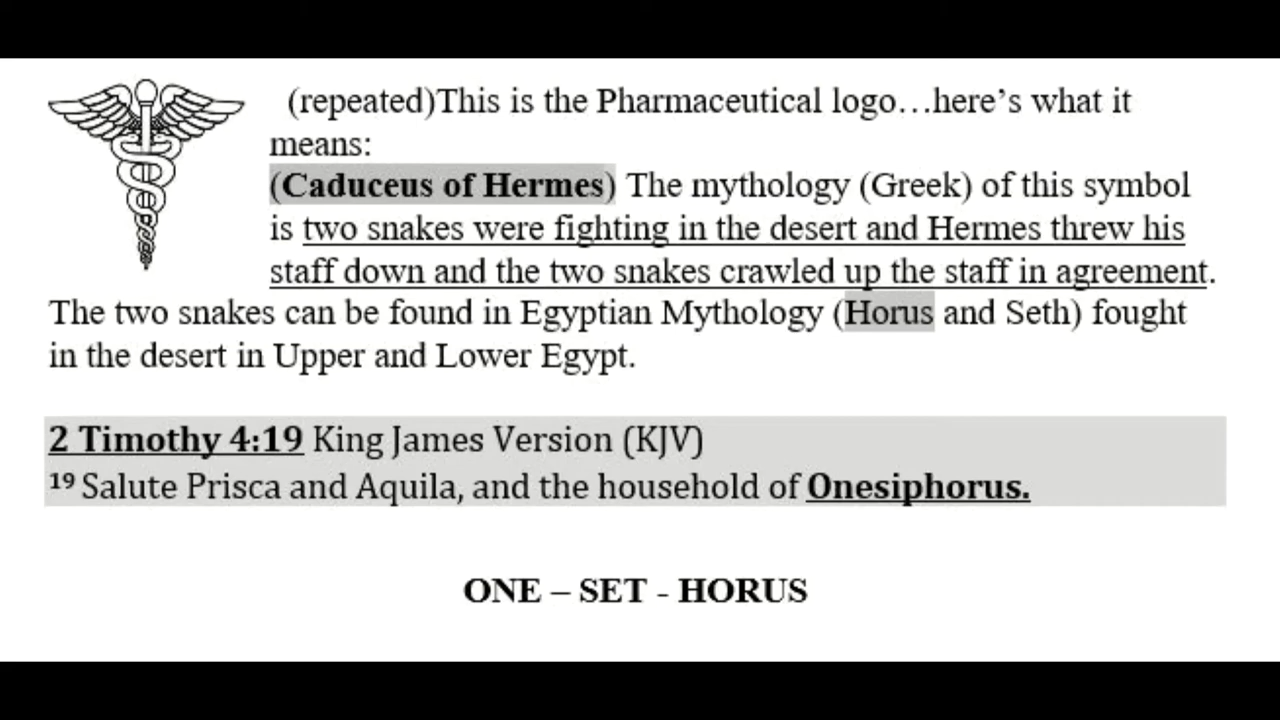 (repeated)This is the Pharmaceutical logo…here’s what it
means:
(Caduceus of Hermes) The mythology (Greek) of this symbol
is two snakes were fighting in the desert and Hermes threw his
staff down and the two snakes crawled up the staff in agreement.
The two snakes can be found in Egyptian Mythology (Horus and Seth) fought
in the desert in Upper and Lower Egypt.
2 Timothy 4:19 King James Version (KJV)
19 Salute Prisca and Aquila, and the household of Onesiphorus.
ONE – SET - HORUS